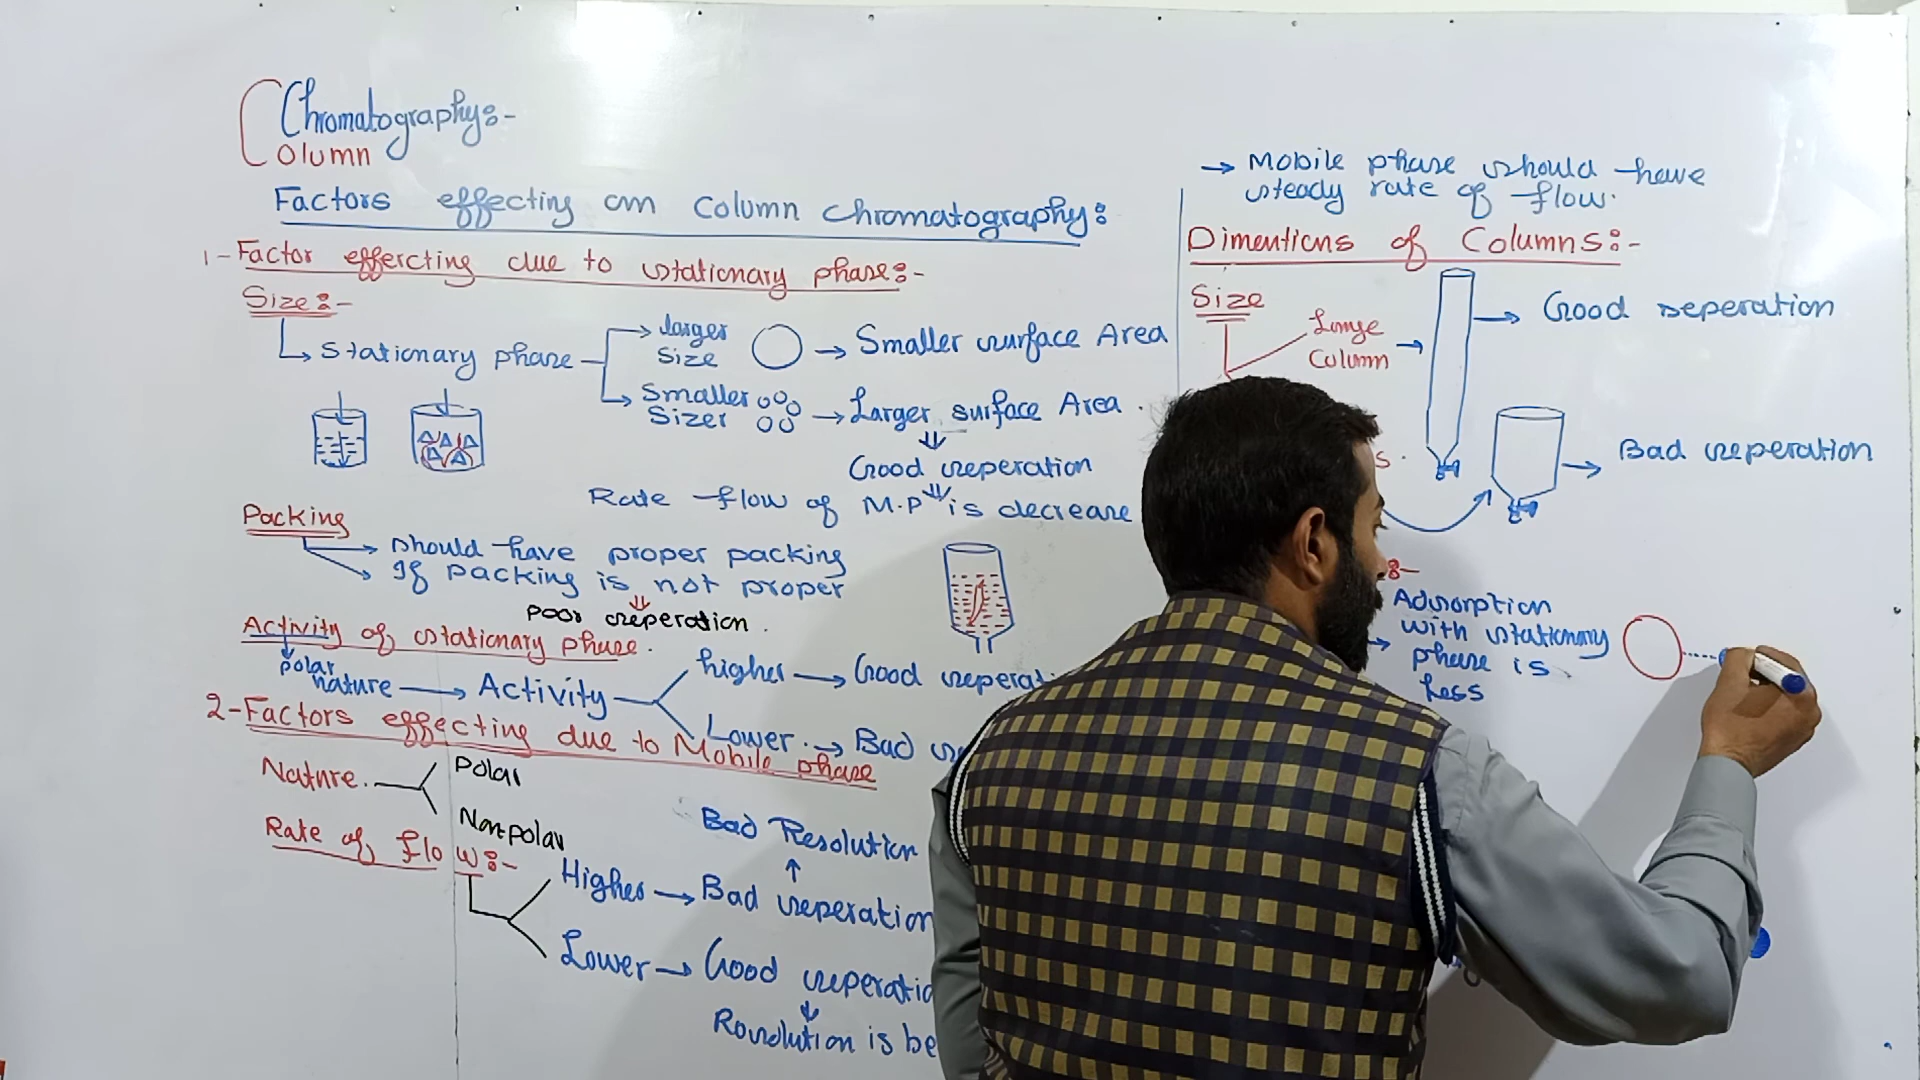 Chromatography:-
Column
Factors effecting on Column Chromatography:
1- Factor effercting due to stationary phase:-
Size:-
Stationary phase
larger
Size
→ Smaller surface Area
Smaller
Sizer
→ Larger surface Area.
Good seperation
Rate flow of M.P is decrease
Packing
should have proper packing
If packing is not proper
poor seperation.
Activity of stationary phase.
polar
nature → Activity
higher → Good seperat
Lower. → Bad se
2- Factors effecting due to Mobile phase
Nature.
Polar
Non-polar
Rate of flow:-
Bad Resolution
Higher → Bad seperation
Lower → Good seperatio
Rosolution is be
→ Mobile phase should have
steady rate of flow.
Dimentions of Columns:-
Size
Large
Column →
→ Good seperation
s.
→ Bad seperation
:-
→ Adsorption
with stationary
phase is
Less